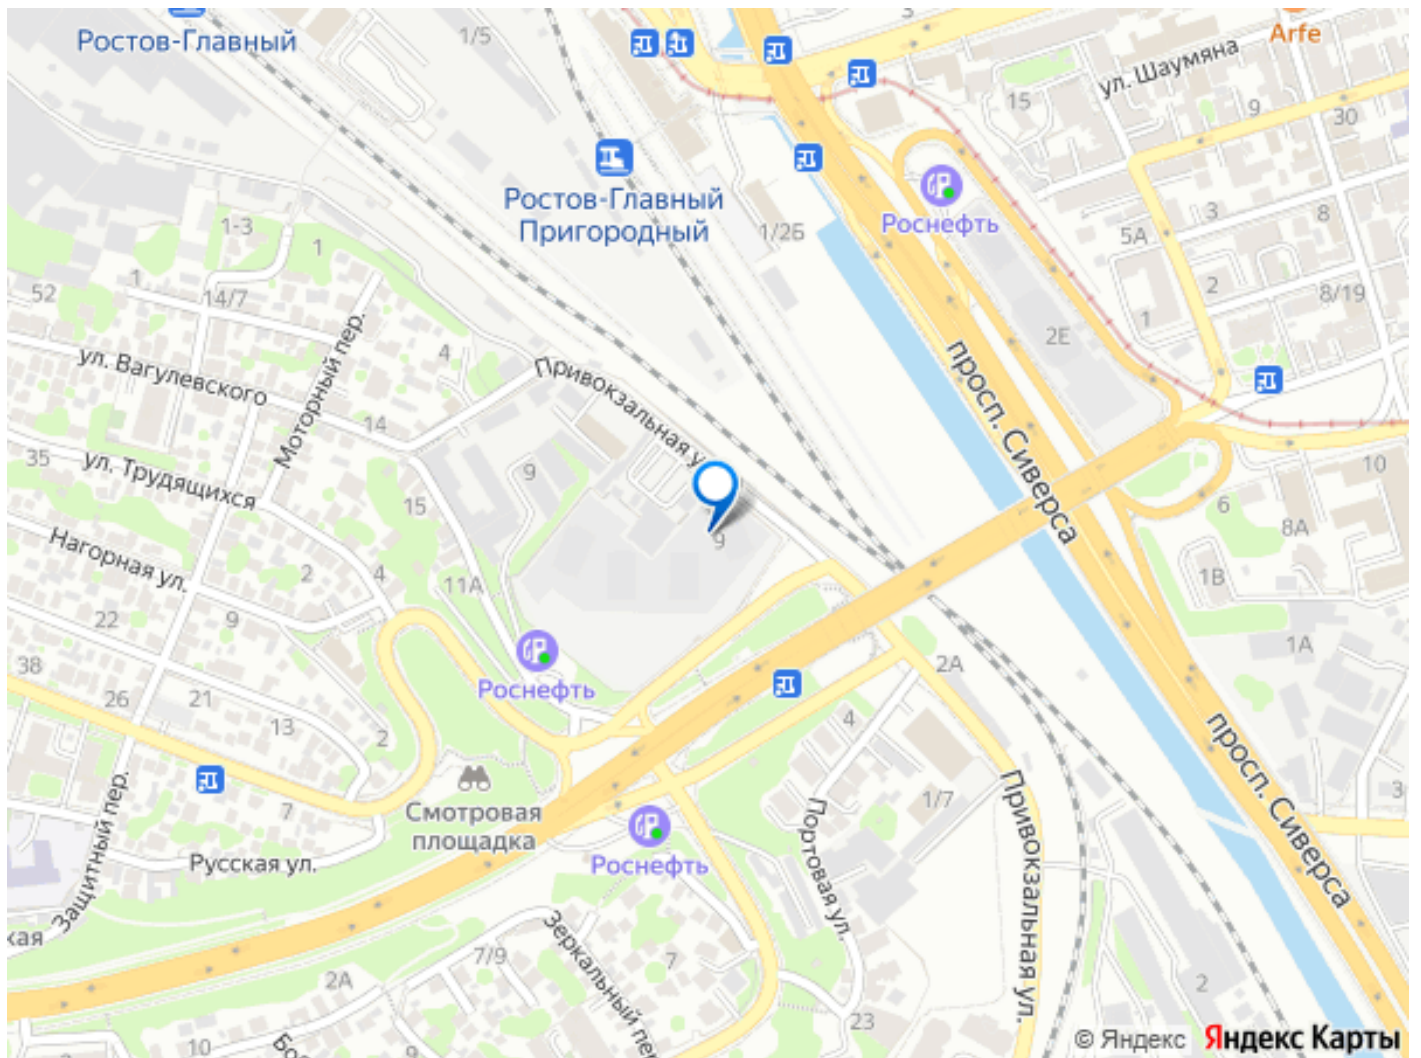 Ростов-Главный
1/5
Arfe
ул. Шаумяна
15
9
30
Ростов-Главный
Пригородный
1/2Б
Роснефть
3
8
5А
2
8/19
1
2Е
1-3
1
1
52
14/7
4
ул. Вагулевского
Моторный пер.
Привокзальная у
14
35
ул. Трудящихся
15
9
9
просп. Сиверса
10
6
8А
1В
1А
Нагорная ул.
2
4
11А
22
9
38
26
21
13
2
7
Роснефть
2А
4
1/7
Смотровая
площадка
Роснефть
Русская ул.
Защитный пер.
кая
Портовая ул.
Привокзальная ул.
просп. Сиверса
3
7/9
2А
Зеркальный пер
7
23
2
10
Бо
© Яндекс Яндекс Карты